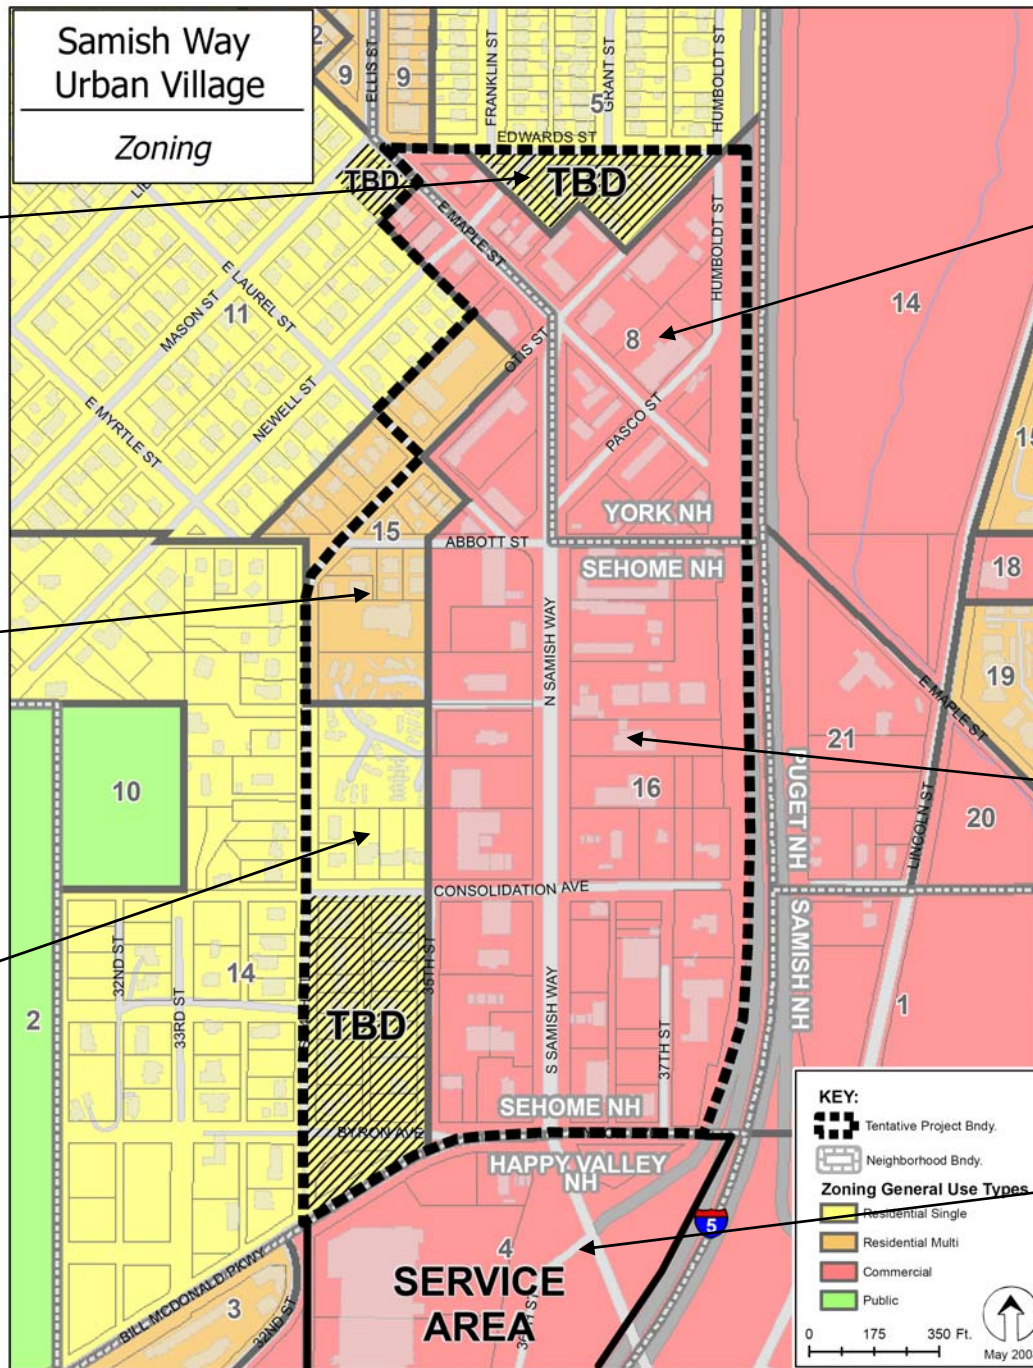 Samish Way
Urban Village
Zoning
2
9
9
ELLIS ST
FRANKLIN ST
GRANT ST
HUMBOLDT ST
5
EDWARDS ST
TBD
TBD
E MAPLE ST
HUMBOLDT ST
E LAUREL ST
MASON ST
11
14
8
OTIS ST
E MYRTLE ST
NEWELL ST
PASCO ST
15
YORK NH
15
ABBOTT ST
SEHOME NH
18
N SAMISH WAY
19
E MAPLE ST
21
10
16
PUGET NH
20
LINCOLN ST
CONSOLIDATION AVE
32ND ST
33RD ST
14
35TH ST
SAMISH NH
2
TBD
1
S SAMISH WAY
37TH ST
SEHOME NH
BYRON AVE
HAPPY VALLEY
NH
5
4
SERVICE
AREA
BILL MCDONALD PKWY
3
32ND ST
KEY:
Tentative Project Bndy.
Neighborhood Bndy.
Zoning General Use Types
Residential Single
Residential Multi
Commercial
Public
0 175 350 Ft.